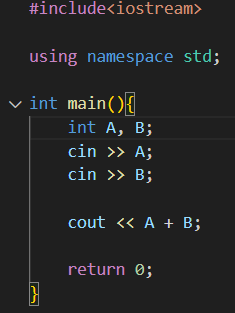 #include<iostream>
using namespace std;
int main(){
int A, B;
cin >> A;
cin >> B;
cout << A + B;
return 0;
}